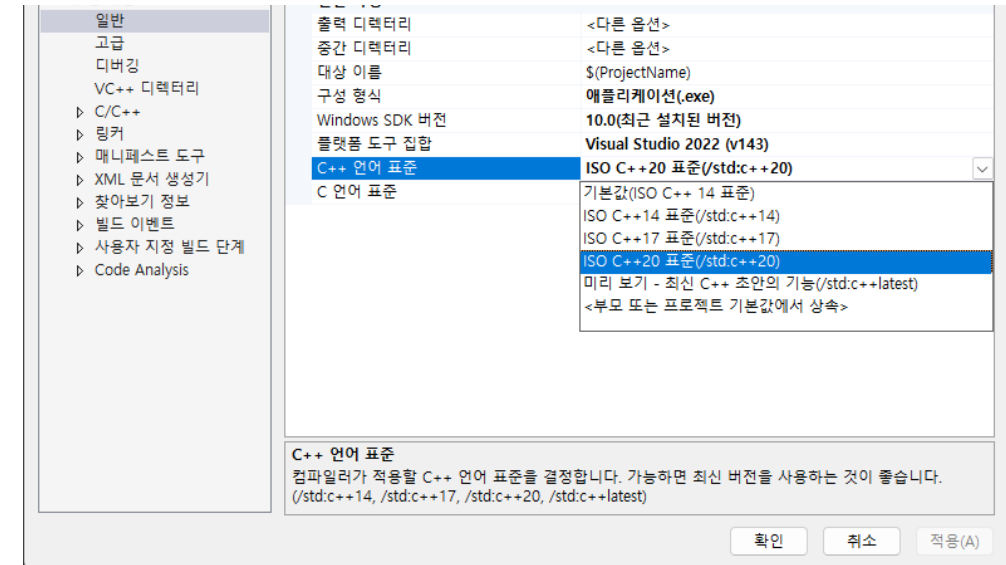 일반
고급
디버깅
VC++ 디렉터리
C/C++
링커
매니페스트 도구
XML 문서 생성기
찾아보기 정보
빌드 이벤트
사용자 지정 빌드 단계
Code Analysis
출력 디렉터리 <다른 옵션>
중간 디렉터리 <다른 옵션>
대상 이름 $(ProjectName)
구성 형식 애플리케이션(.exe)
Windows SDK 버전 10.0(최근 설치된 버전)
플랫폼 도구 집합 Visual Studio 2022 (v143)
C++ 언어 표준 ISO C++20 표준(/std:c++20)
C 언어 표준
기본값(ISO C++ 14 표준)
ISO C++14 표준(/std:c++14)
ISO C++17 표준(/std:c++17)
ISO C++20 표준(/std:c++20)
미리 보기 - 최신 C++ 초안의 기능(/std:c++latest)
<부모 또는 프로젝트 기본값에서 상속>
C++ 언어 표준
컴파일러가 적용할 C++ 언어 표준을 결정합니다. 가능하면 최신 버전을 사용하는 것이 좋습니다.
(/std:c++14, /std:c++17, /std:c++20, /std:c++latest)
확인 취소 적용(A)